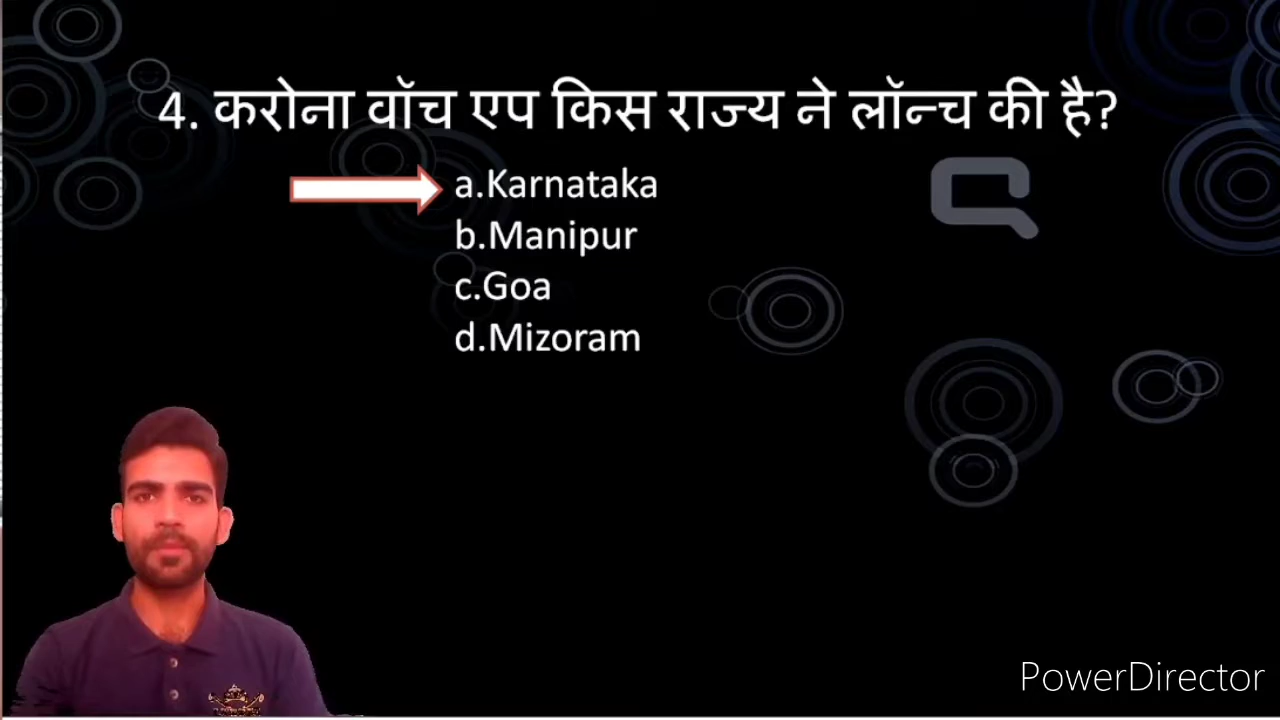 4. करोना वॉच एप किस राज्य ने लॉन्च की है?
a.Karnataka
b.Manipur
c.Goa
d.Mizoram
PowerDirector